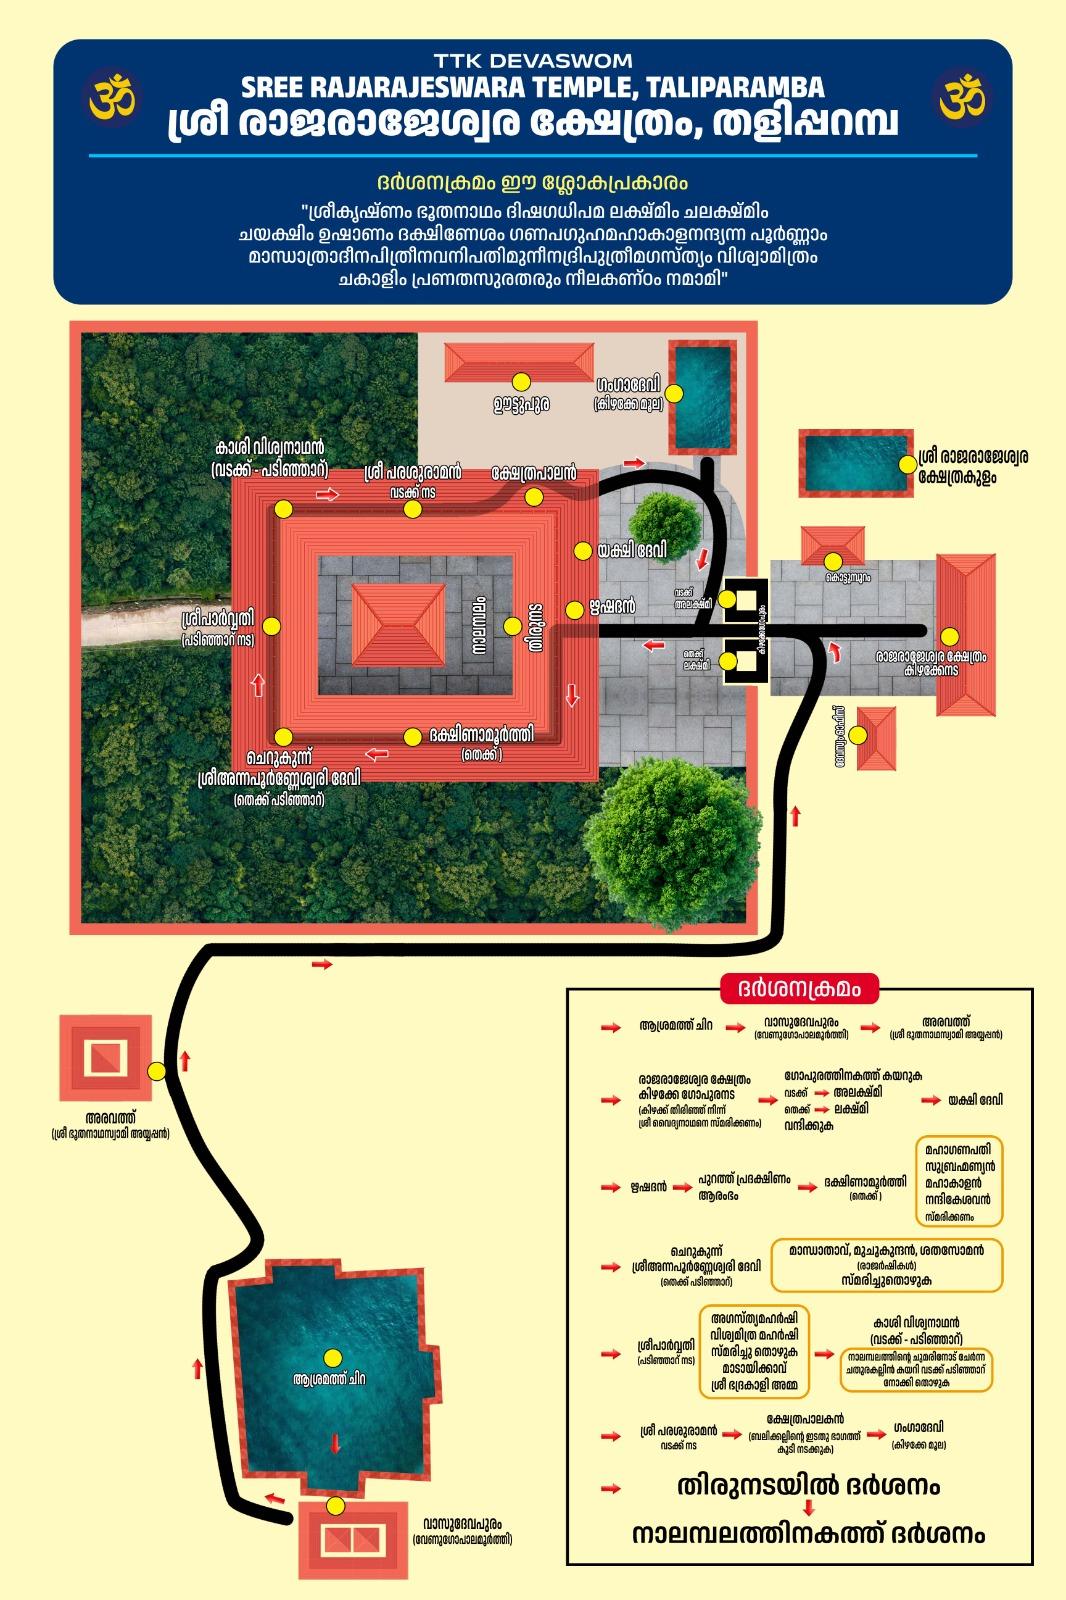 TTK DEVASWOM
SREE RAJARAJESWARA TEMPLE, TALIPARAMBA
ശ്രീ രാജരാജേശ്വര ക്ഷേത്രം, തളിപ്പറമ്പ
ദർശനക്രമം ഈ ശ്ലോകപ്രകാരം
"ശ്രീകൃഷ്ണം ഭൂതനാഥം ദിഷഗധിപമ ലക്ഷ്മിം ചലക്ഷ്മിം
ചയക്ഷിം ഉഷാണം ദക്ഷിണേശം ഗണപഗുഹമഹാകാളനന്ദ്യന്ന പൂർണ്ണാം
മാന്ധാത്രാദീനപിത്രീനവനിപതിമുനീനദ്രിപുത്രീമഗസ്ത്യം വിശ്വാമിത്രം
ചകാളിം പ്രണതസുരതരും നീലകണ്ഠം നമാമി"
ഊട്ടുപുര
ഗംഗാദേവി
(കിഴക്കേ മൂല)
ശ്രീ രാജരാജേശ്വര
ക്ഷേത്രകുളം
കാശി വിശ്വനാഥൻ
(വടക്ക് - പടിഞ്ഞാറ്)
ശ്രീ പരശുരാമൻ
വടക്ക് നട
ക്ഷേത്രപാലൻ
യക്ഷി ദേവി
കൊട്ടുമ്പുറം
വടക്ക്
അലക്ഷ്മി
ഋഷഭൻ
കിഴക്കേഗോപുരം
ശ്രീപാർവ്വതി
(പടിഞ്ഞാറ് നട)
നാലമ്പലം
തിരുനട
തെക്ക്
ലക്ഷ്മി
രാജരാജേശ്വര ക്ഷേത്രം
കിഴക്കേനട
ദേവസ്വം ഓഫീസ്
ദക്ഷിണാമൂർത്തി
(തെക്ക് )
ചെറുകുന്ന്
ശ്രീഅന്നപൂർണ്ണേശ്വരി ദേവി
(തെക്ക് പടിഞ്ഞാറ്)
അരവത്ത്
(ശ്രീ ഭൂതനാഥസ്വാമി അയ്യപ്പൻ)
ആശ്രമത്ത് ചിറ
വാസുദേവപുരം
(വേണുഗോപാലമൂർത്തി)
ദർശനക്രമം
ആശ്രമത്ത് ചിറ
വാസുദേവപുരം
(വേണുഗോപാലമൂർത്തി)
അരവത്ത്
(ശ്രീ ഭൂതനാഥസ്വാമി അയ്യപ്പൻ)
രാജരാജേശ്വര ക്ഷേത്രം
കിഴക്കേ ഗോപുരനട
(കിഴക്ക് തിരിഞ്ഞ് നിന്ന്
ശ്രീ വൈദ്യനാഥനെ സ്മരിക്കണം)
ഗോപുരത്തിനകത്ത് കയറുക
വടക്ക് അലക്ഷ്മി
തെക്ക് ലക്ഷ്മി
വന്ദിക്കുക
യക്ഷി ദേവി
ഋഷഭൻ
പുറത്ത് പ്രദക്ഷിണം
ആരംഭം
ദക്ഷിണാമൂർത്തി
(തെക്ക് )
മഹാഗണപതി
സുബ്രഹ്മണ്യൻ
മഹാകാളൻ
നന്ദികേശവൻ
സ്മരിക്കണം
ചെറുകുന്ന്
ശ്രീഅന്നപൂർണ്ണേശ്വരി ദേവി
(തെക്ക് പടിഞ്ഞാറ്)
മാന്ധാതാവ്, മുചുകുന്ദൻ, ശതസോമൻ
(രാജർഷികൾ)
സ്മരിച്ചുതൊഴുക
ശ്രീപാർവ്വതി
(പടിഞ്ഞാറ് നട)
അഗസ്ത്യമഹർഷി
വിശ്വമിത്ര മഹർഷി
സ്മരിച്ചു തൊഴുക
മാടായിക്കാവ്
ശ്രീ ഭദ്രകാളി അമ്മ
കാശി വിശ്വനാഥൻ
(വടക്ക് - പടിഞ്ഞാറ്)
നാലമ്പലത്തിന്റെ ചുമരിനോട് ചേർന്ന
ചതുരകല്ലിൻ കയറി വടക്ക് പടിഞ്ഞാറ്
നോക്കി തൊഴുക
ശ്രീ പരശുരാമൻ
വടക്ക് നട
ക്ഷേത്രപാലകൻ
(ബലിക്കല്ലിന്റെ ഇടതു ഭാഗത്ത്
കൂടി നടക്കുക)
ഗംഗാദേവി
(കിഴക്കേ മൂല)
തിരുനടയിൽ ദർശനം
നാലമ്പലത്തിനകത്ത് ദർശനം